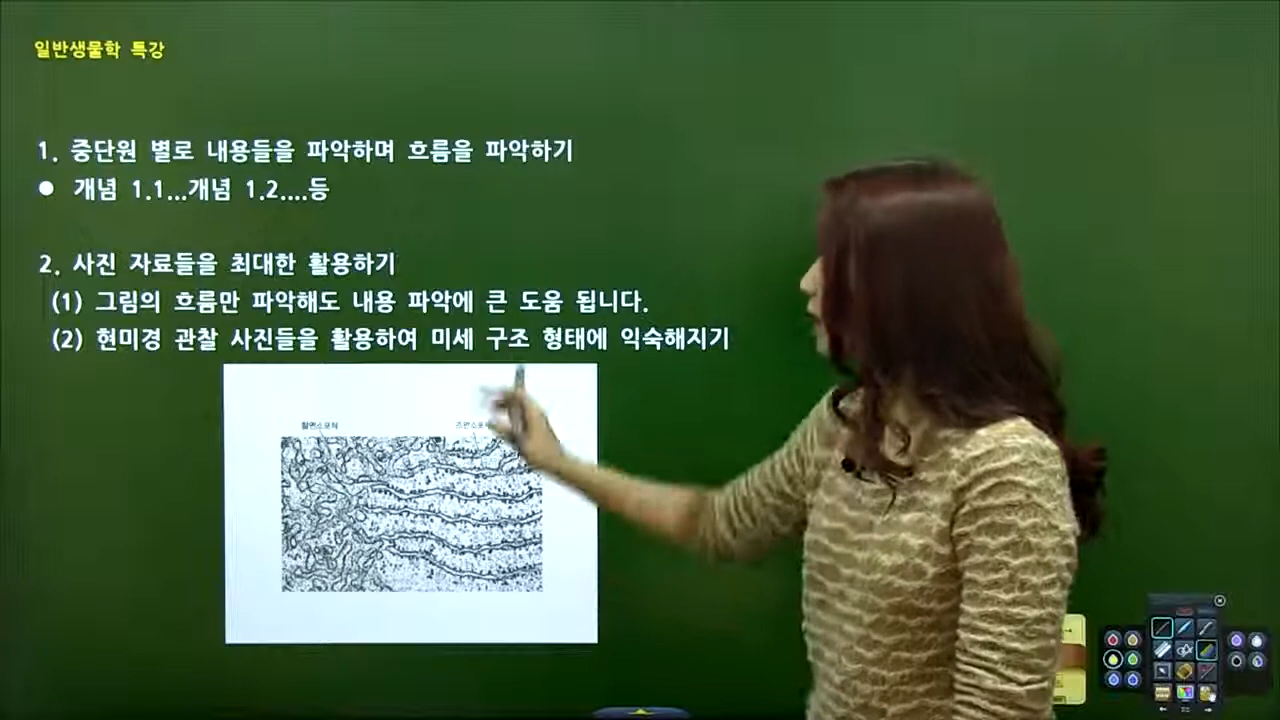 일반생물학 특강
1. 중단원 별로 내용들을 파악하며 흐름을 파악하기
● 개념 1.1...개념 1.2....등
2. 사진 자료들을 최대한 활용하기
(1) 그림의 흐름만 파악해도 내용 파악에 큰 도움 됩니다.
(2) 현미경 관찰 사진들을 활용하여 미세 구조 형태에 익숙해지기
활면소포체